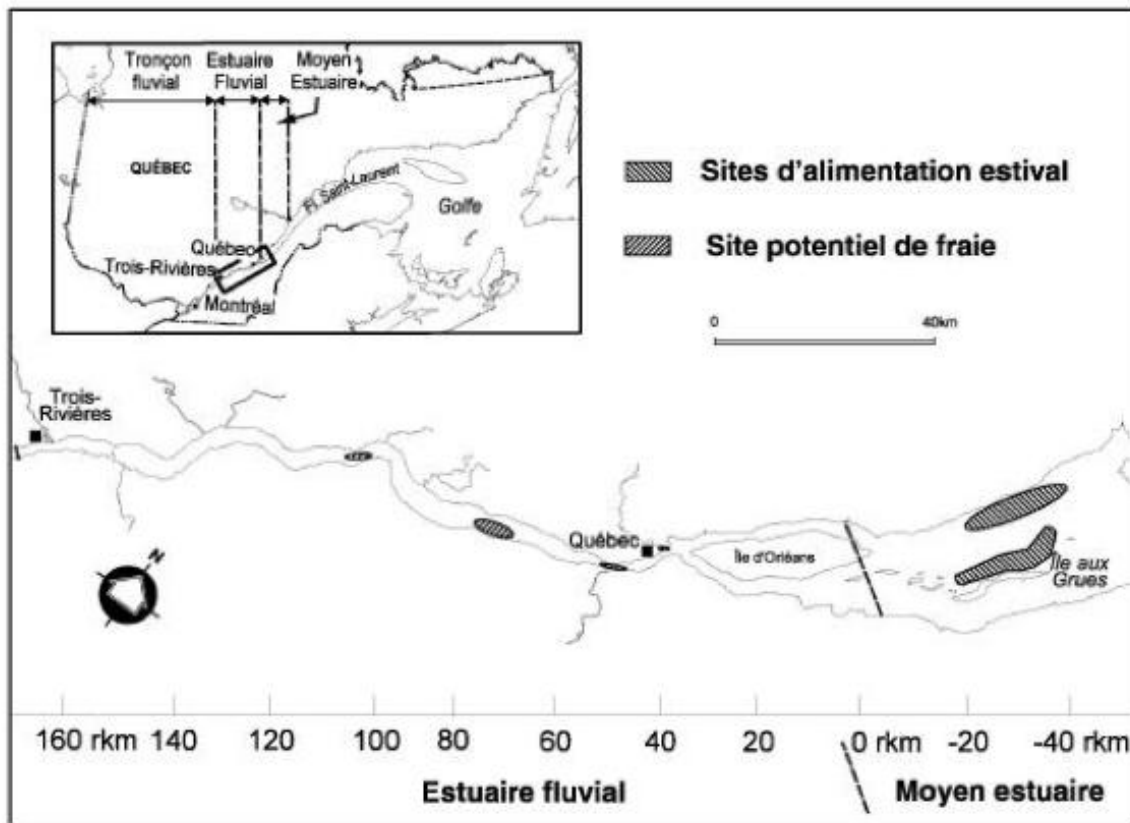 Tronçon
fluvial
Estuaire
Fluvial
Moyen
Estuaire
QUÉBEC
Fl. Saint-Laurent
Golfe
Québec
Trois-Rivières
Montréal
Sites d'alimentation estival
Site potentiel de fraie
0 40km
Trois-
Rivières
N
Québec
Île d'Orléans
Île aux
Grues
160 rkm 140 120 100 80 60 40 20 0 rkm -20 -40 rkm
Estuaire fluvial
Moyen estuaire